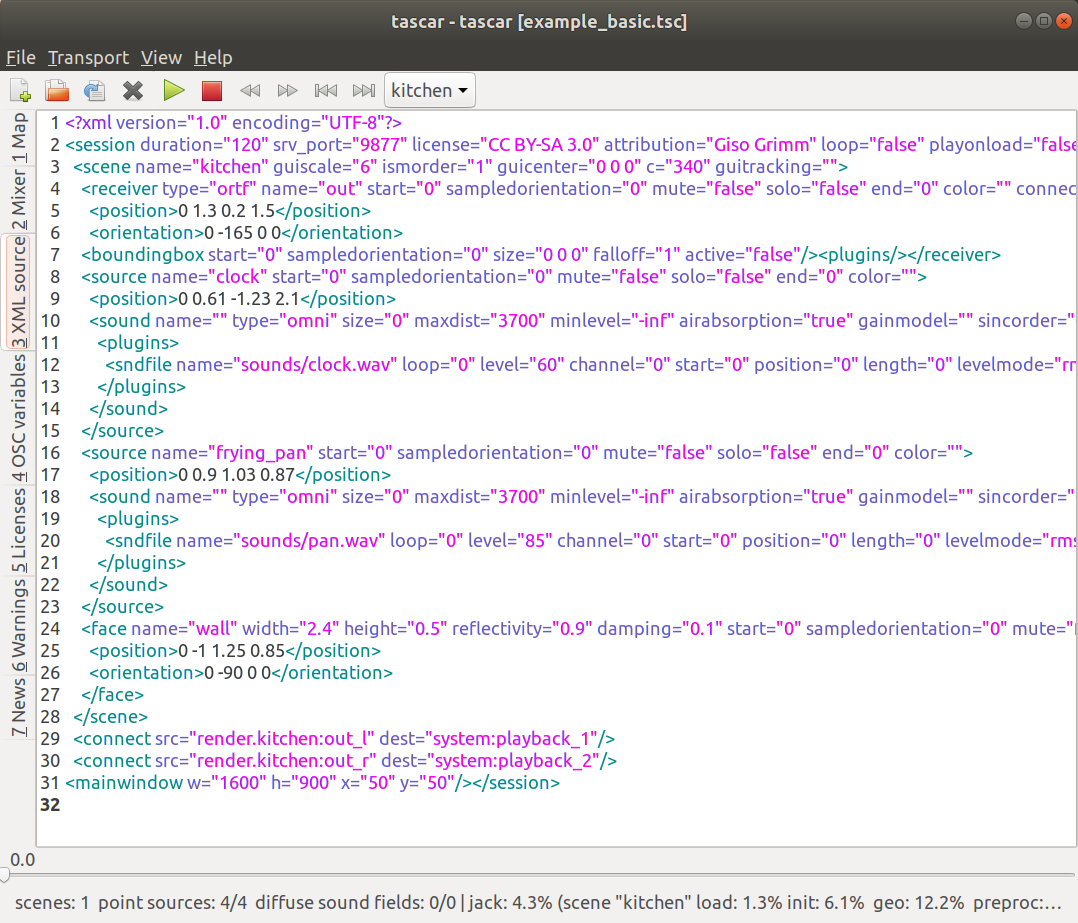 tascar - tascar [example_basic.tsc]
File Transport View Help
kitchen
1 Map
2 Mixer
3 XML source
4 OSC variables
5 Licenses
6 Warnings
7 News
1 <?xml version="1.0" encoding="UTF-8"?>
2 <session duration="120" srv_port="9877" license="CC BY-SA 3.0" attribution="Giso Grimm" loop="false" playonload="false
3 <scene name="kitchen" guiscale="6" ismorder="1" guicenter="0 0 0" c="340" guitracking="">
4 <receiver type="ortf" name="out" start="0" sampledorientation="0" mute="false" solo="false" end="0" color="" connec
5 <position>0 1.3 0.2 1.5</position>
6 <orientation>0 -165 0 0</orientation>
7 <boundingbox start="0" sampledorientation="0" size="0 0 0" falloff="1" active="false"/><plugins/></receiver>
8 <source name="clock" start="0" sampledorientation="0" mute="false" solo="false" end="0" color="">
9 <position>0 0.61 -1.23 2.1</position>
10 <sound name="" type="omni" size="0" maxdist="3700" minlevel="-inf" airabsorption="true" gainmodel="" sincorder="
11 <plugins>
12 <sndfile name="sounds/clock.wav" loop="0" level="60" channel="0" start="0" position="0" length="0" levelmode="rm
13 </plugins>
14 </sound>
15 </source>
16 <source name="frying_pan" start="0" sampledorientation="0" mute="false" solo="false" end="0" color="">
17 <position>0 0.9 1.03 0.87</position>
18 <sound name="" type="omni" size="0" maxdist="3700" minlevel="-inf" airabsorption="true" gainmodel="" sincorder="
19 <plugins>
20 <sndfile name="sounds/pan.wav" loop="0" level="85" channel="0" start="0" position="0" length="0" levelmode="rms
21 </plugins>
22 </sound>
23 </source>
24 <face name="wall" width="2.4" height="0.5" reflectivity="0.9" damping="0.1" start="0" sampledorientation="0" mute="
25 <position>0 -1 1.25 0.85</position>
26 <orientation>0 -90 0 0</orientation>
27 </face>
28 </scene>
29 <connect src="render.kitchen:out_l" dest="system:playback_1"/>
30 <connect src="render.kitchen:out_r" dest="system:playback_2"/>
31 <mainwindow w="1600" h="900" x="50" y="50"/></session>
32
0.0
scenes: 1 point sources: 4/4 diffuse sound fields: 0/0 | jack: 4.3% (scene "kitchen" load: 1.3% init: 6.1% geo: 12.2% preproc:…